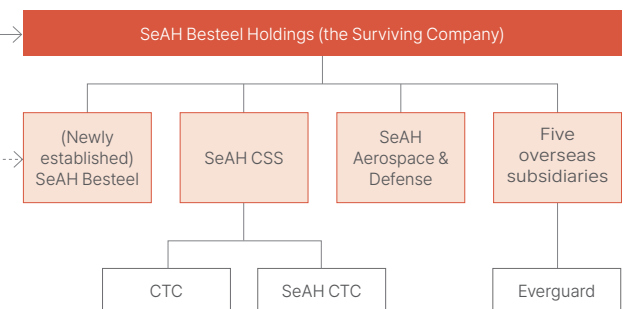 SeAH Besteel Holdings (the Surviving Company)
(Newly
established)
SeAH Besteel
SeAH CSS
SeAH
Aerospace &
Defense
Five
overseas
subsidiaries
CTC
SeAH CTC
Everguard